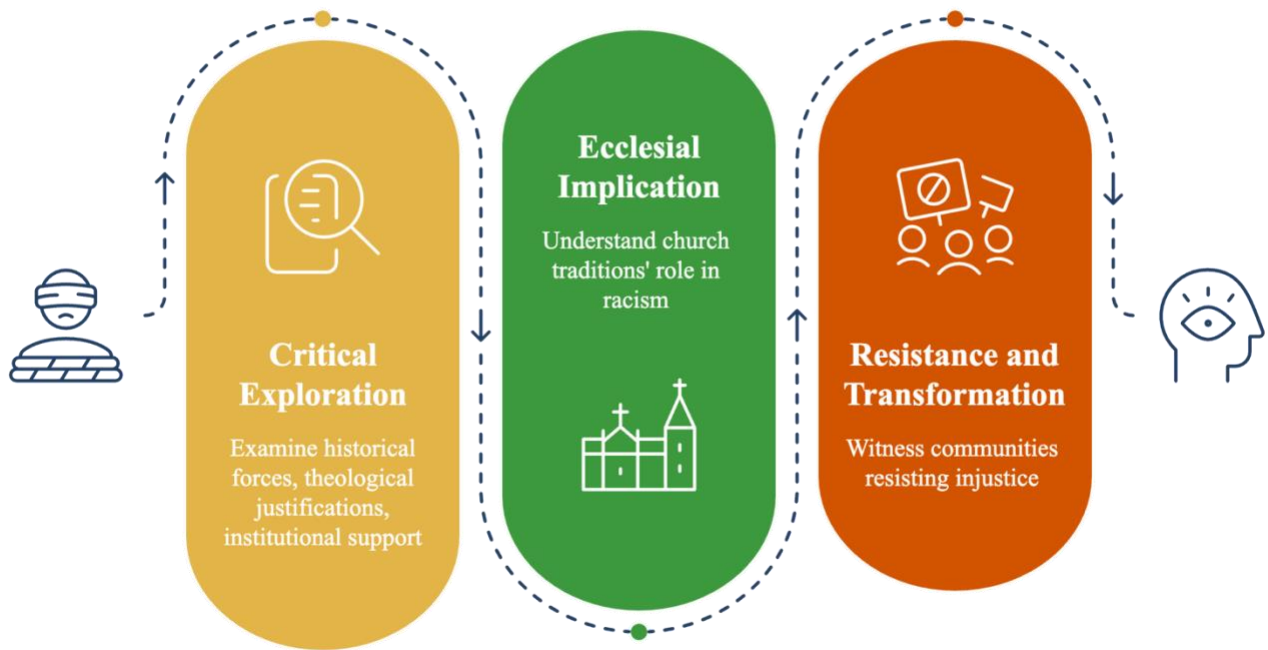 Critical
Exploration
Examine historical
forces, theological
justifications,
institutional support
Ecclesial
Implication
Understand church
traditions' role in
racism
Resistance and
Transformation
Witness communities
resisting injustice